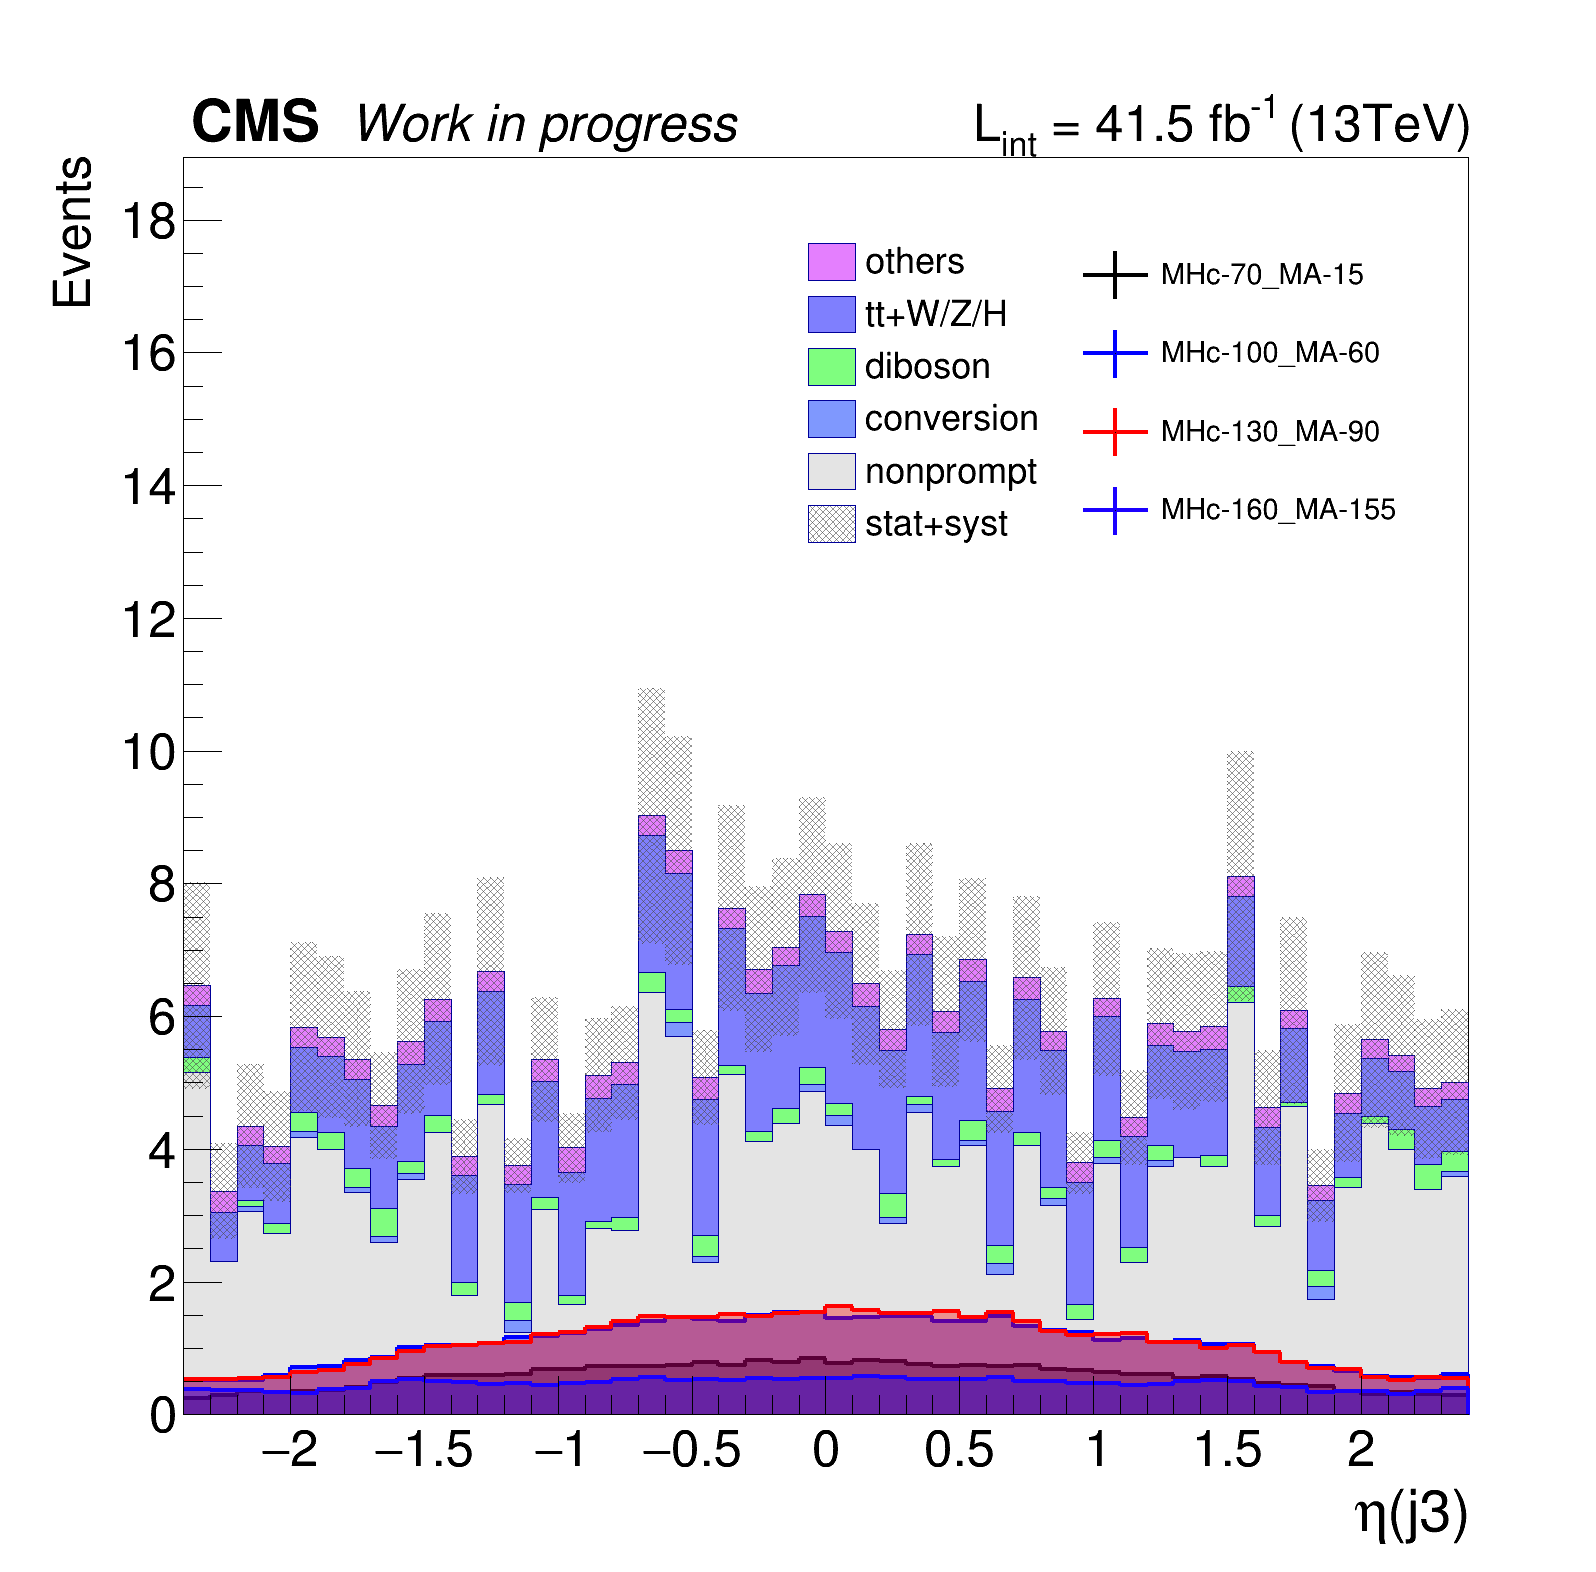 CMS Work in progress
L_int = 41.5 fb^-1 (13TeV)
Events
18
16
14
12
10
8
6
4
2
0
others
tt+W/Z/H
diboson
conversion
nonprompt
stat+syst
MHc-70_MA-15
MHc-100_MA-60
MHc-130_MA-90
MHc-160_MA-155
−2 −1.5 −1 −0.5 0 0.5 1 1.5 2
η(j3)